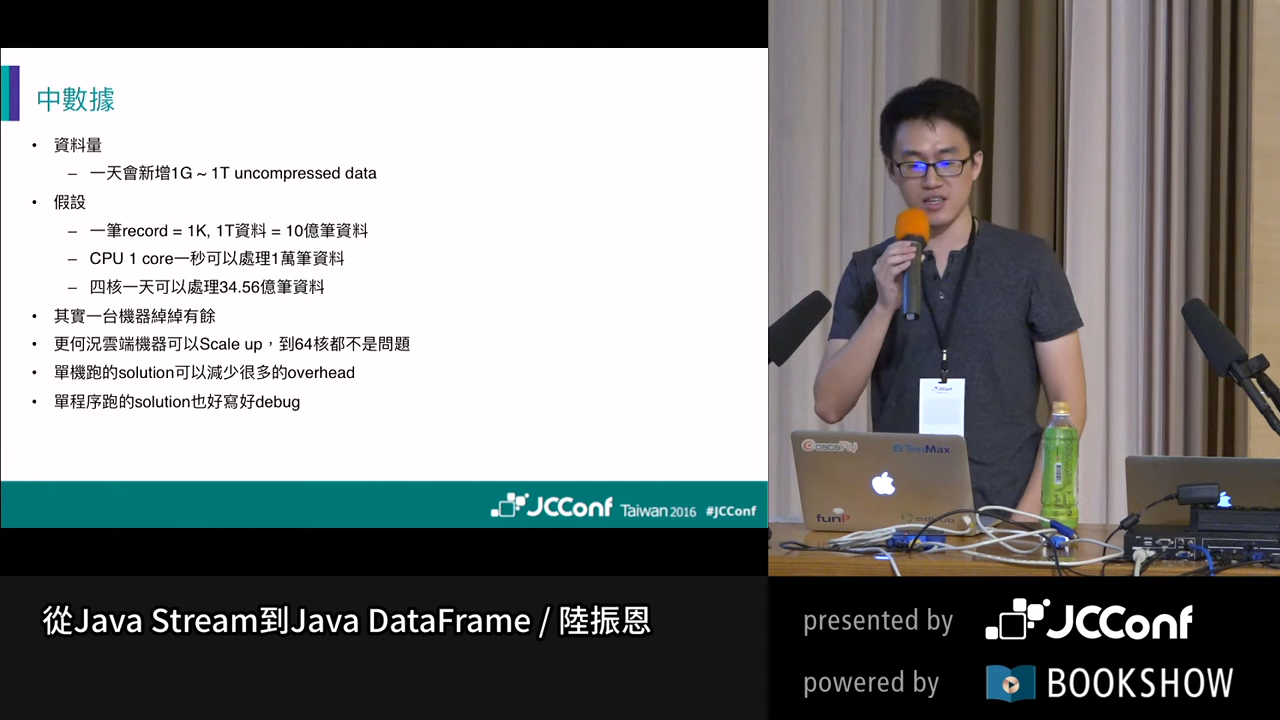 中數據
• 資料量
– 一天會新增1G ~ 1T uncompressed data
• 假設
– 一筆record = 1K, 1T資料 = 10億筆資料
– CPU 1 core一秒可以處理1萬筆資料
– 四核一天可以處理34.56億筆資料
• 其實一台機器綽綽有餘
• 更何況雲端機器可以Scale up，到64核都不是問題
• 單機跑的solution可以減少很多的overhead
• 單程序跑的solution也好寫好debug
JCConf Taiwan 2016 #JCConf
cacaFly TenMax
funP
從Java Stream到Java DataFrame / 陸振恩
presented by JCConf
powered by BOOKSHOW